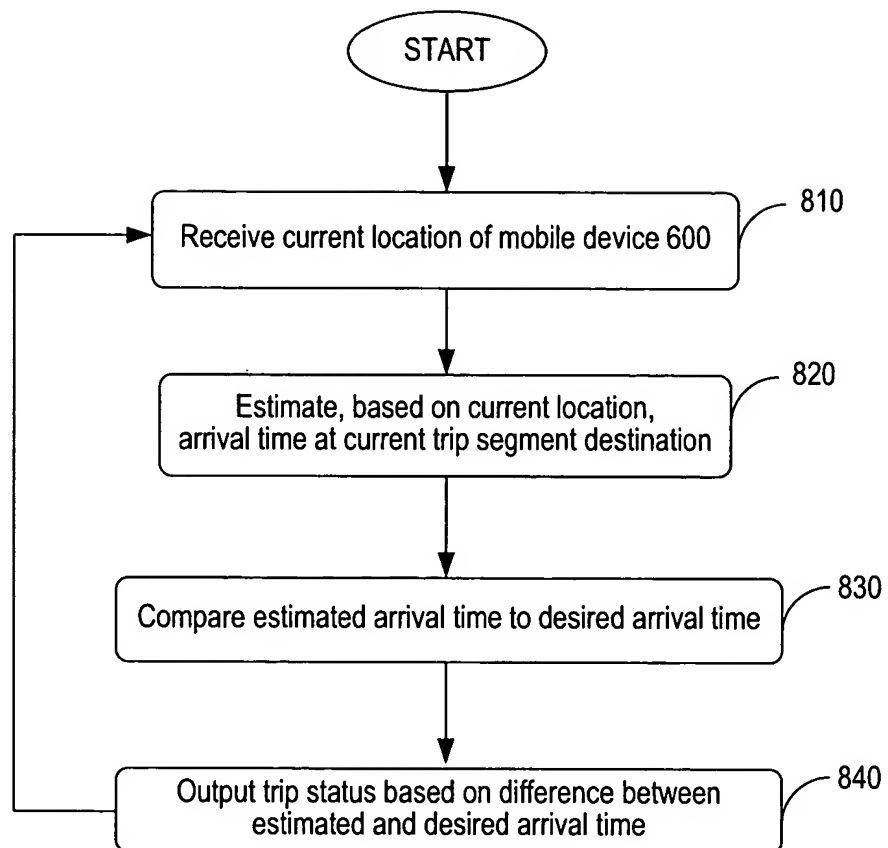 START
Receive current location of mobile device 600
810
Estimate, based on current location,
arrival time at current trip segment destination
820
Compare estimated arrival time to desired arrival time
830
Output trip status based on difference between
estimated and desired arrival time
840